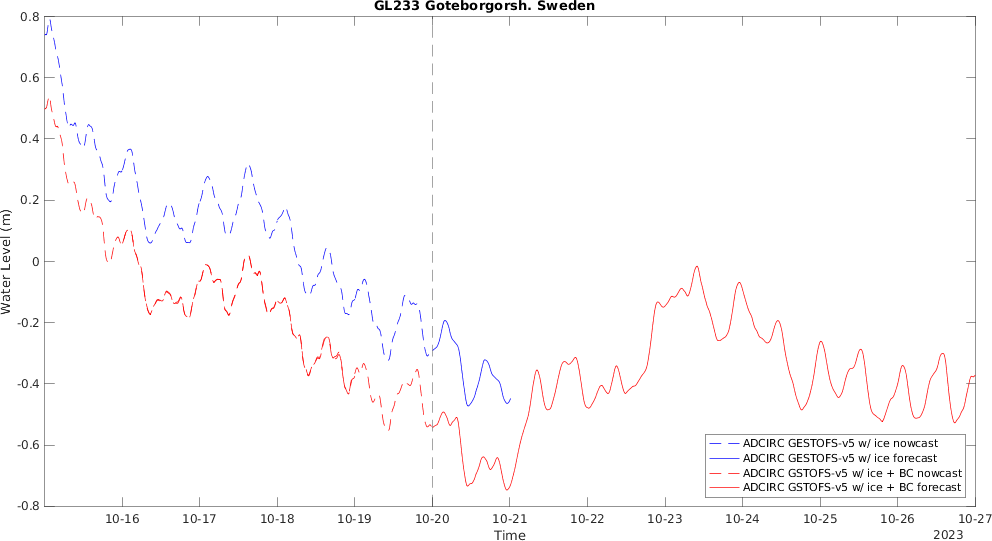 GL233 Goteborgorsh. Sweden
0.8
0.6
0.4
0.2
0
-0.2
-0.4
-0.6
-0.8
Water Level (m)
10-16 10-17 10-18 10-19 10-20 10-21 10-22 10-23 10-24 10-25 10-26 10-27
Time
2023
ADCIRC GESTOFS-v5 w/ ice nowcast
ADCIRC GESTOFS-v5 w/ ice forecast
ADCIRC GSTOFS-v5 w/ ice + BC nowcast
ADCIRC GSTOFS-v5 w/ ice + BC forecast